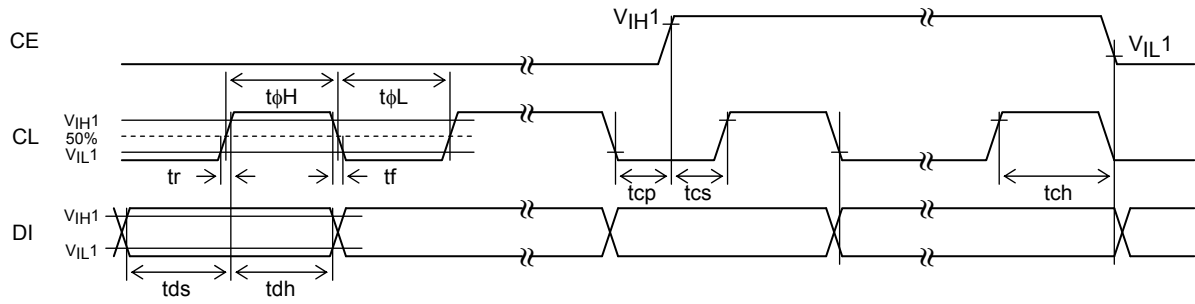 CE
VIH1
VIL1
tϕH
tϕL
CL
VIH1
50%
VIL1
tr
tf
tcp
tcs
tch
DI
VIH1
VIL1
tds
tdh